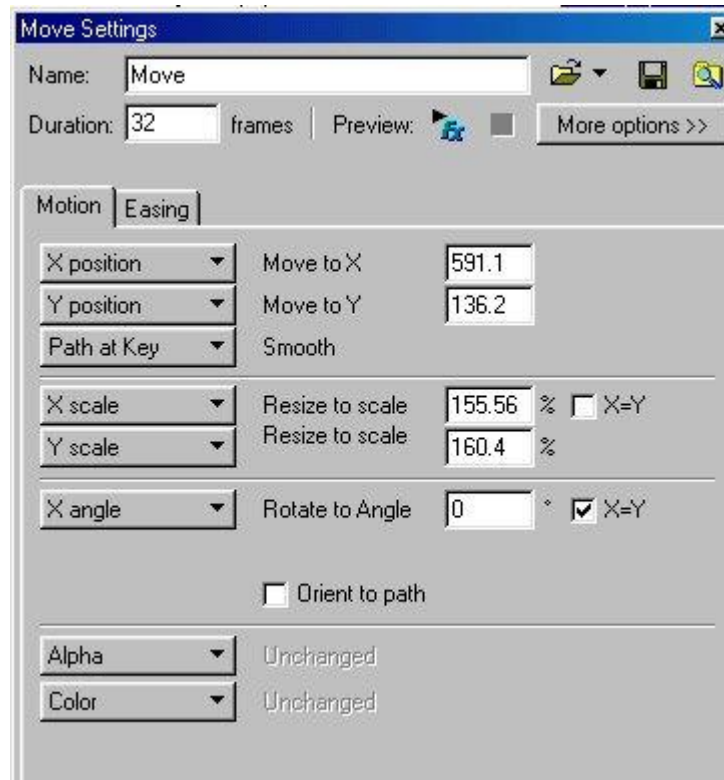 Move Settings
Name: Move
Duration: 32 frames Preview: fx More options >>
Motion Easing
X position Move to X 591.1
Y position Move to Y 136.2
Path at Key Smooth
X scale Resize to scale 155.56 % X=Y
Y scale Resize to scale 160.4 %
X angle Rotate to Angle 0 ° X=Y
Orient to path
Alpha Unchanged
Color Unchanged